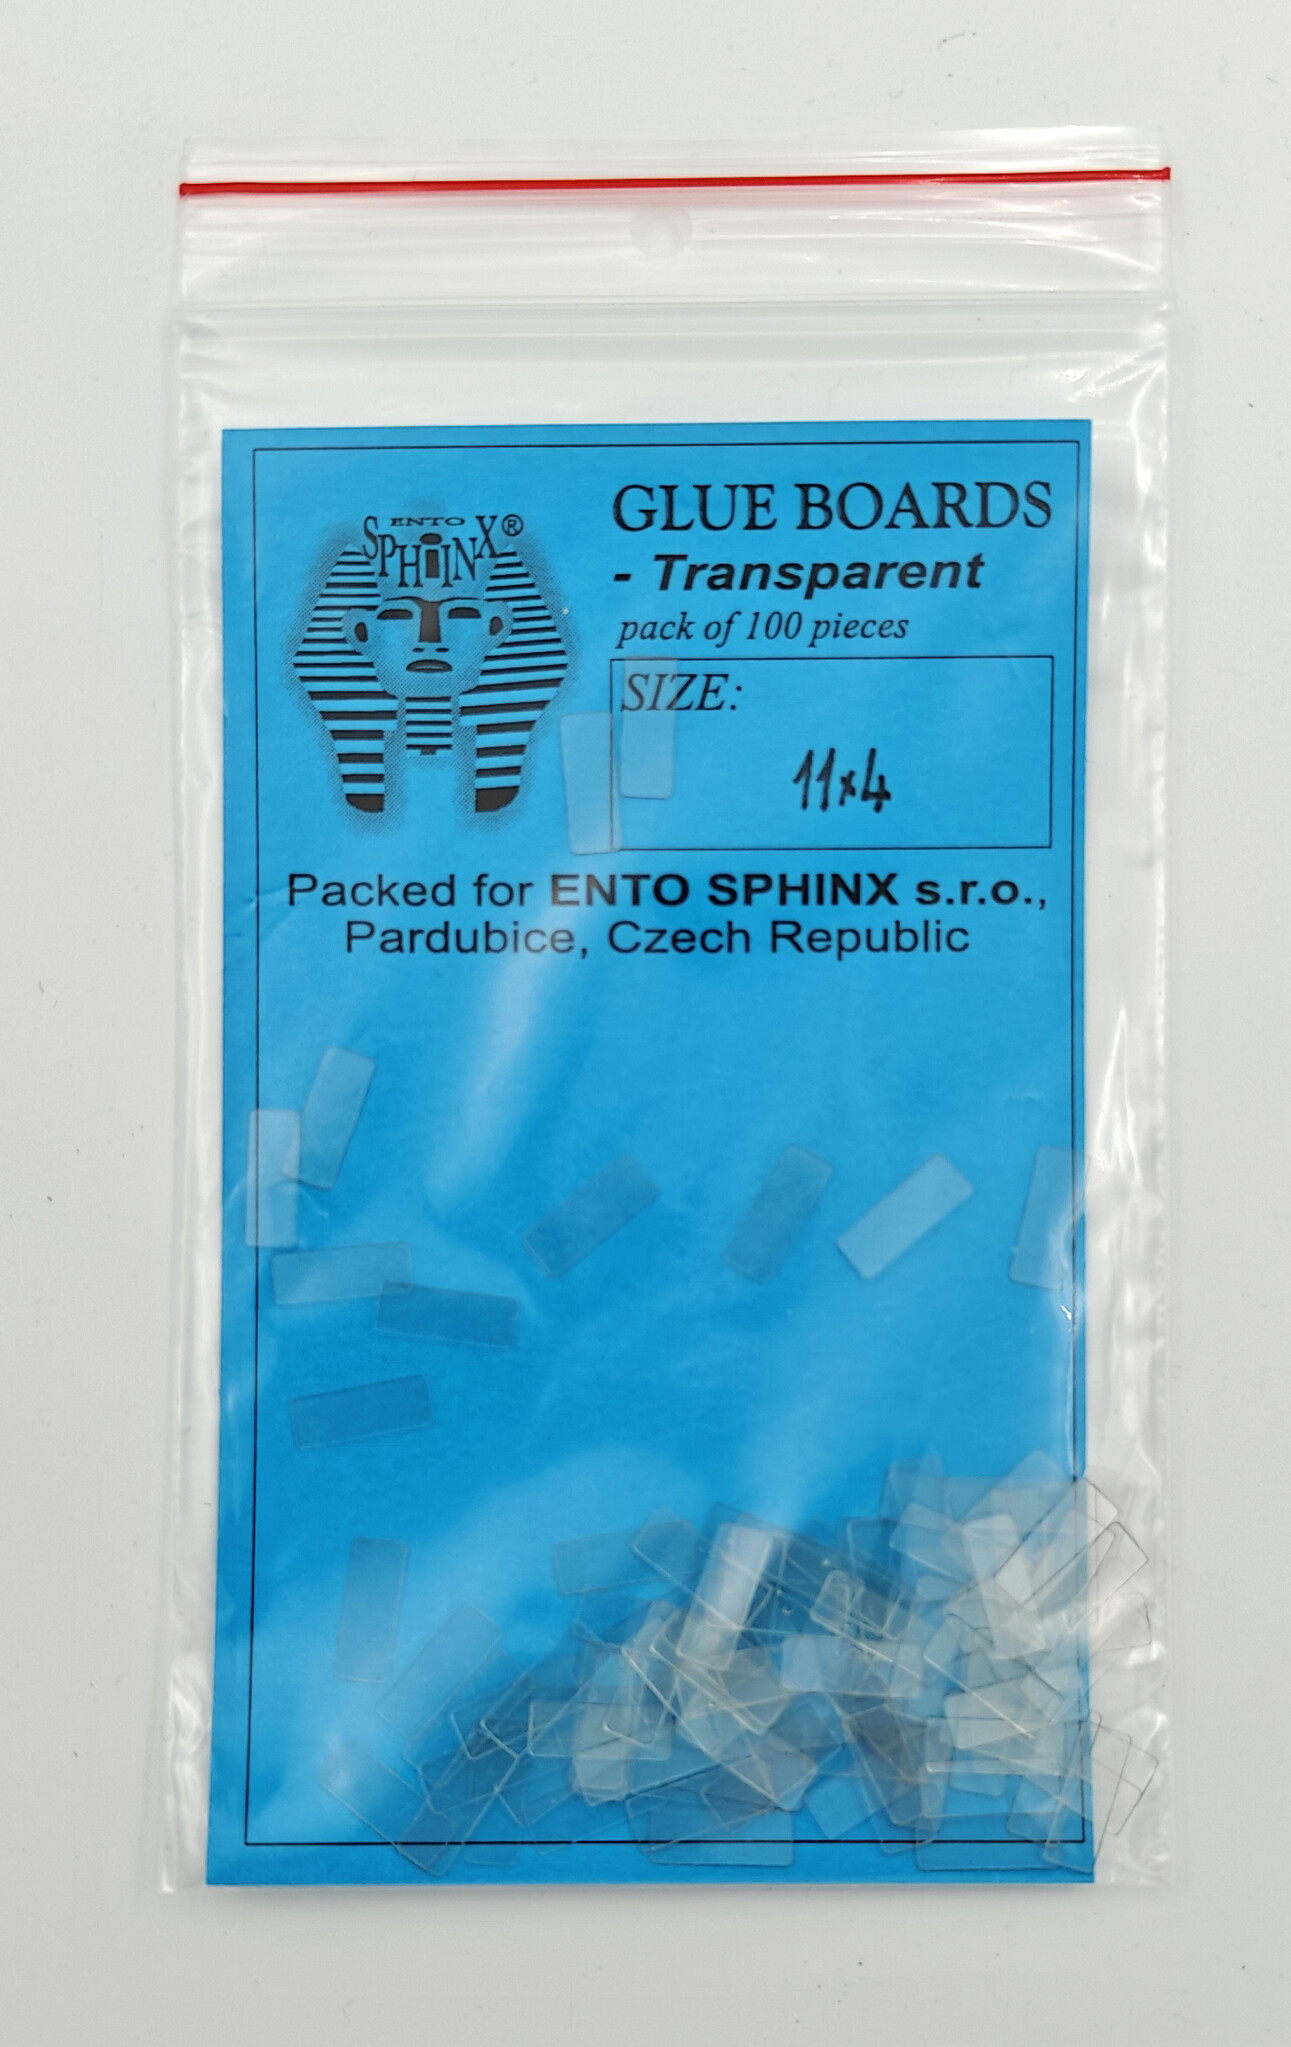 ENTO
SPHINX®
GLUE BOARDS
- Transparent
pack of 100 pieces
SIZE:
11x4
Packed for ENTO SPHINX s.r.o.,
Pardubice, Czech Republic